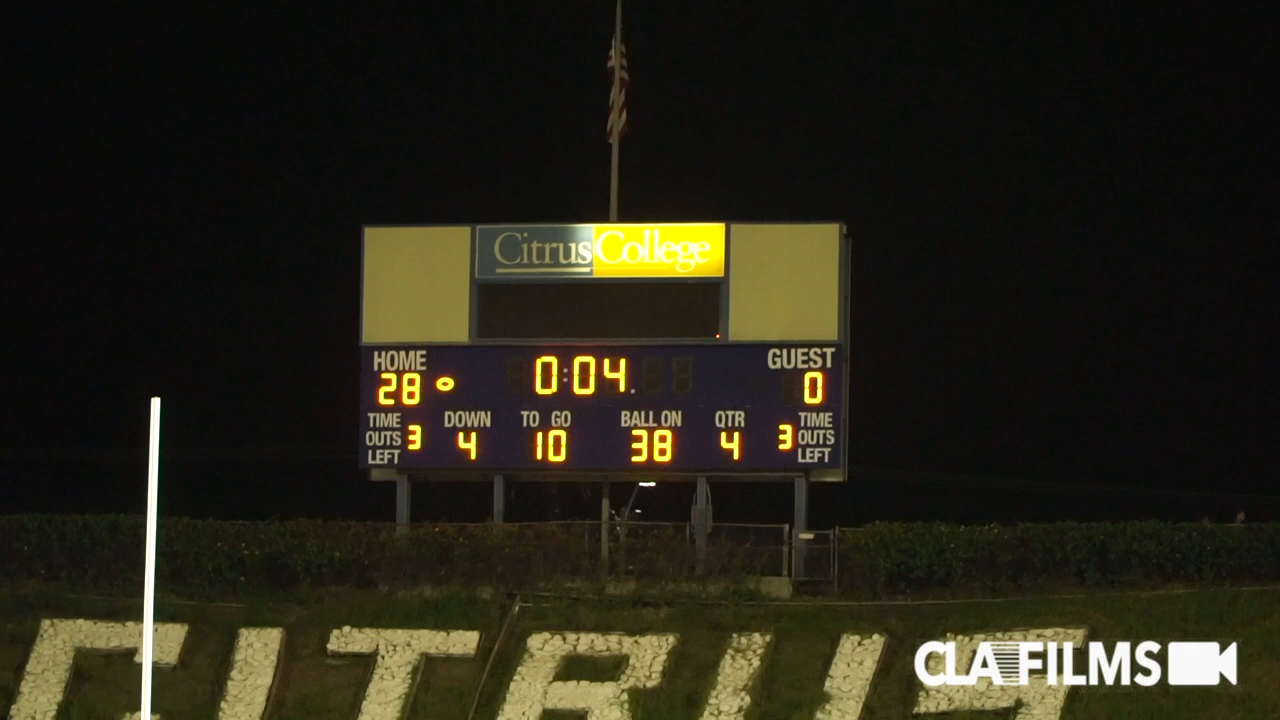 Citrus College
HOME 0:04 GUEST
28 0
TIME OUTS LEFT 3 DOWN 4 TO GO 10 BALL ON 38 QTR 4 3 TIME OUTS LEFT
CITRUS
CLA FILMS